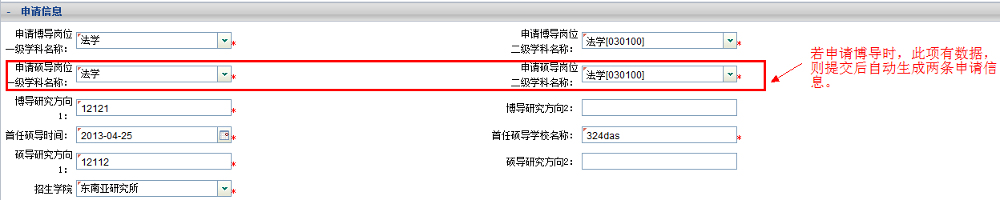 - 申请信息
申请博导岗位
一级学科名称： 法学 * 申请博导岗位
二级学科名称： 法学[030100] *
申请硕导岗位
一级学科名称： 法学 * 申请硕导岗位
二级学科名称： 法学[030100] *
若申请博导时，此项有数据，
则提交后自动生成两条申请信
息。
博导研究方向
1： 12121 * 博导研究方向2：
首任硕导时间： 2013-04-25 * 首任硕导学校名称： 324das *
硕导研究方向
1： 12112 * 硕导研究方向2：
招生学院 东南亚研究所 *